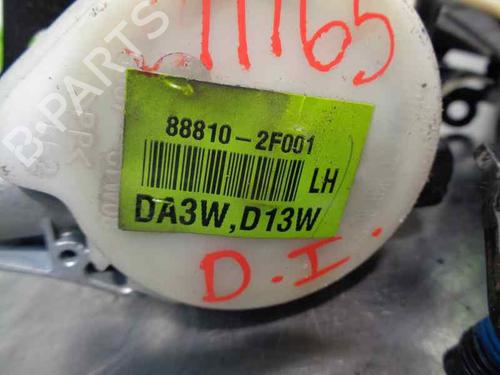 11165
88810-2F001
LH
DA3W, D13W
D.I.
B-PARTS